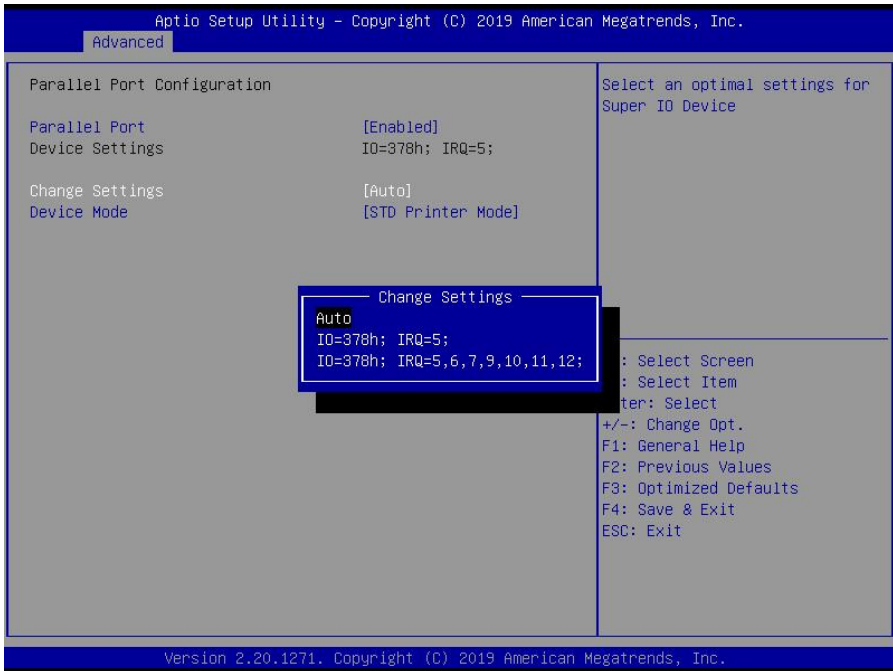 Aptio Setup Utility – Copyright (C) 2019 American Megatrends, Inc.
Advanced
Parallel Port Configuration
Parallel Port [Enabled]
Device Settings IO=378h; IRQ=5;
Change Settings [Auto]
Device Mode [STD Printer Mode]
Select an optimal settings for
Super IO Device
Change Settings
Auto
IO=378h; IRQ=5;
IO=378h; IRQ=5,6,7,9,10,11,12;
: Select Screen
: Select Item
ter: Select
+/-: Change Opt.
F1: General Help
F2: Previous Values
F3: Optimized Defaults
F4: Save & Exit
ESC: Exit
Version 2.20.1271. Copyright (C) 2019 American Megatrends, Inc.